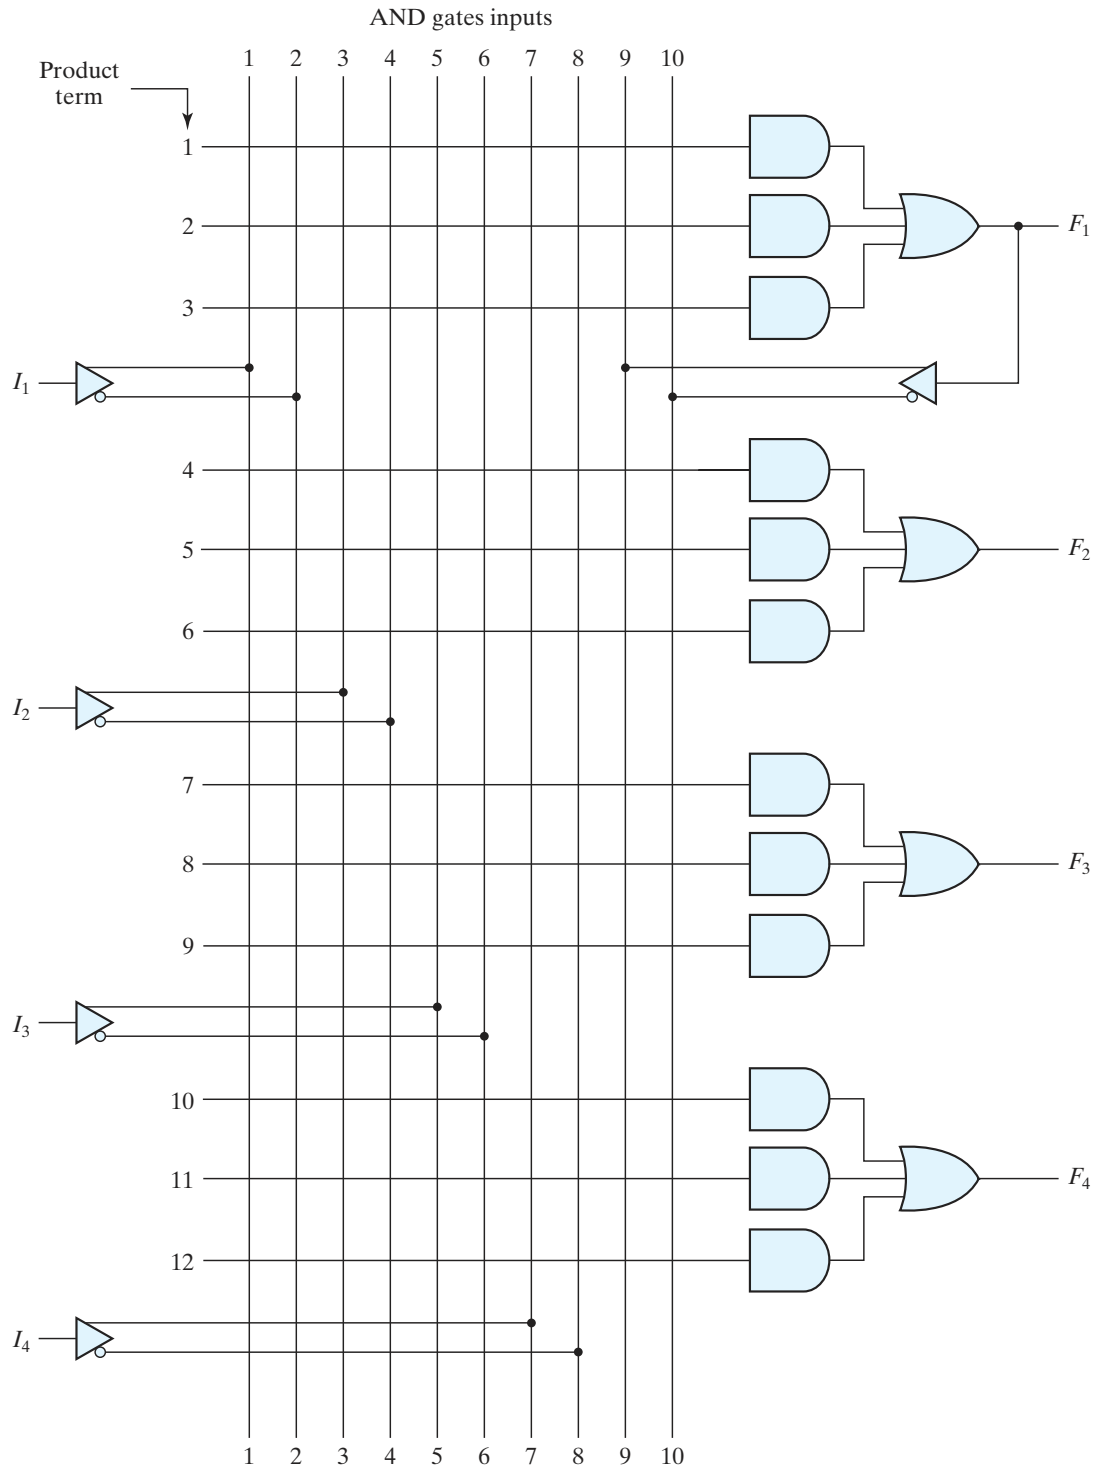 AND gates inputs
1 2 3 4 5 6 7 8 9 10
Product
term
1
2
F₁
3
I₁
4
5
F₂
6
I₂
7
8
F₃
9
I₃
10
11
F₄
12
I₄
1 2 3 4 5 6 7 8 9 10